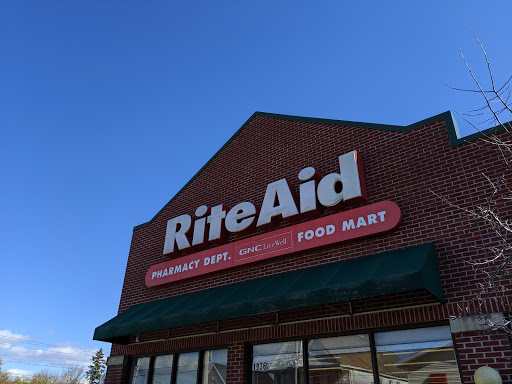 RiteAid
PHARMACY DEPT. GNC LiveWell FOOD MART